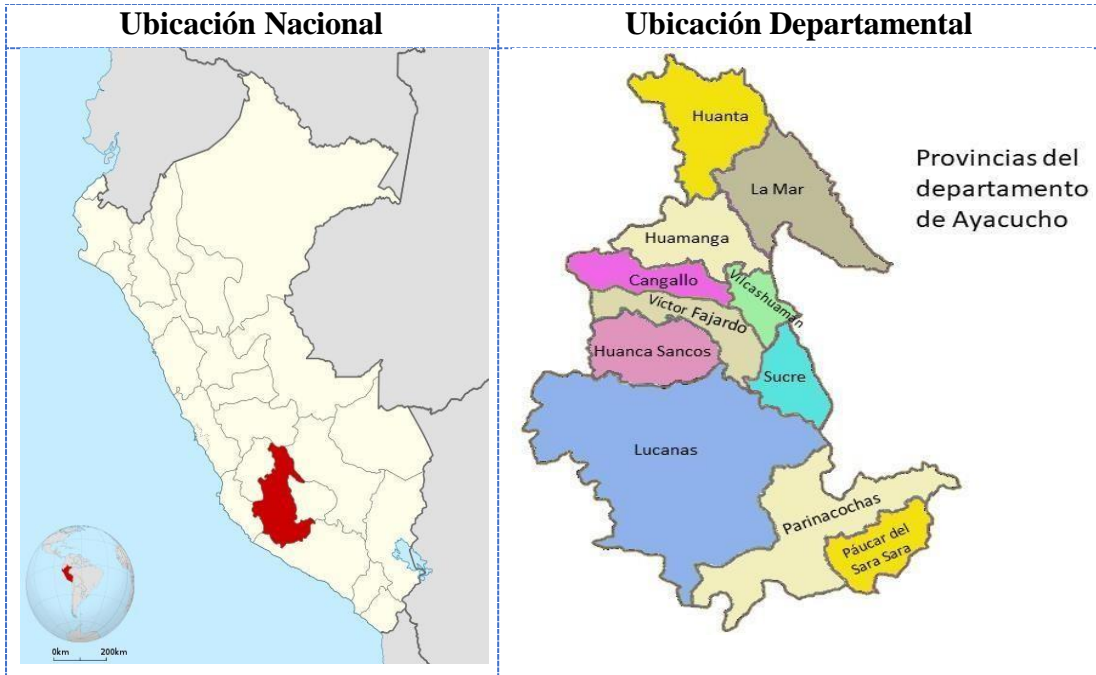 Ubicación Nacional
Ubicación Departamental
0km 200km
Huanta
La Mar
Huamanga
Cangallo
Vilcashuamán
Víctor Fajardo
Huanca Sancos
Sucre
Lucanas
Parinacochas
Páucar del
Sara Sara
Provincias del
departamento
de Ayacucho